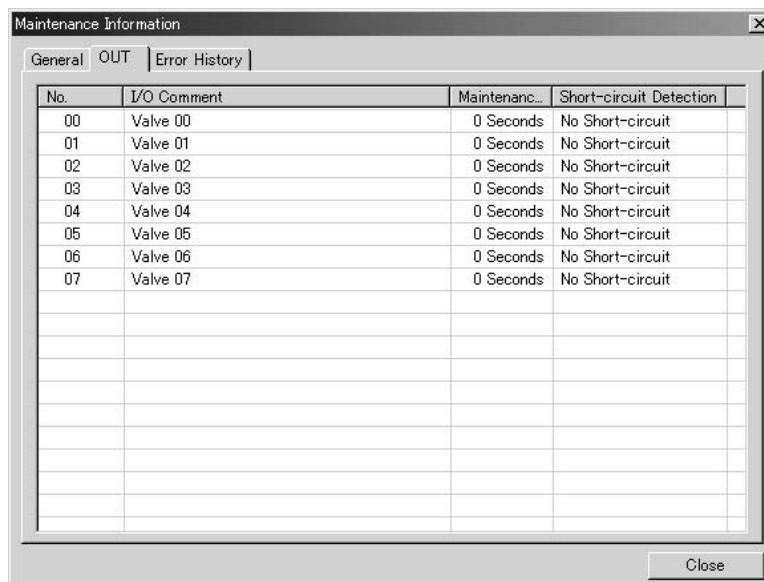 Maintenance Information
General OUT Error History
No. I/O Comment Maintenanc... Short-circuit Detection
00 Valve 00 0 Seconds No Short-circuit
01 Valve 01 0 Seconds No Short-circuit
02 Valve 02 0 Seconds No Short-circuit
03 Valve 03 0 Seconds No Short-circuit
04 Valve 04 0 Seconds No Short-circuit
05 Valve 05 0 Seconds No Short-circuit
06 Valve 06 0 Seconds No Short-circuit
07 Valve 07 0 Seconds No Short-circuit
Close